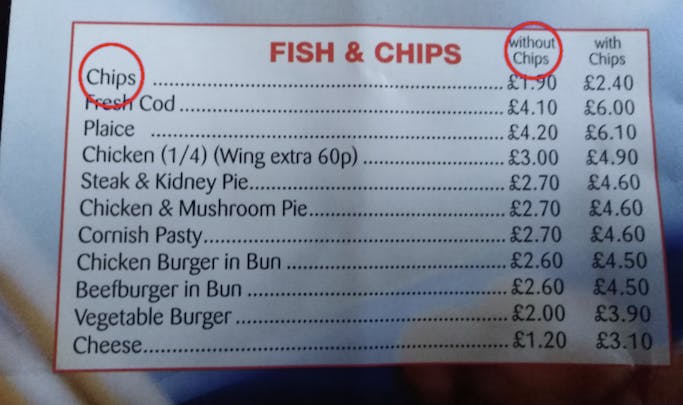 FISH & CHIPS without Chips with Chips
Chips £1.90 £2.40
Fresh Cod £4.10 £6.00
Plaice £4.20 £6.10
Chicken (1/4) (Wing extra 60p) £3.00 £4.90
Steak & Kidney Pie £2.70 £4.60
Chicken & Mushroom Pie £2.70 £4.60
Cornish Pasty £2.70 £4.60
Chicken Burger in Bun £2.60 £4.50
Beefburger in Bun £2.60 £4.50
Vegetable Burger £2.00 £3.90
Cheese £1.20 £3.10